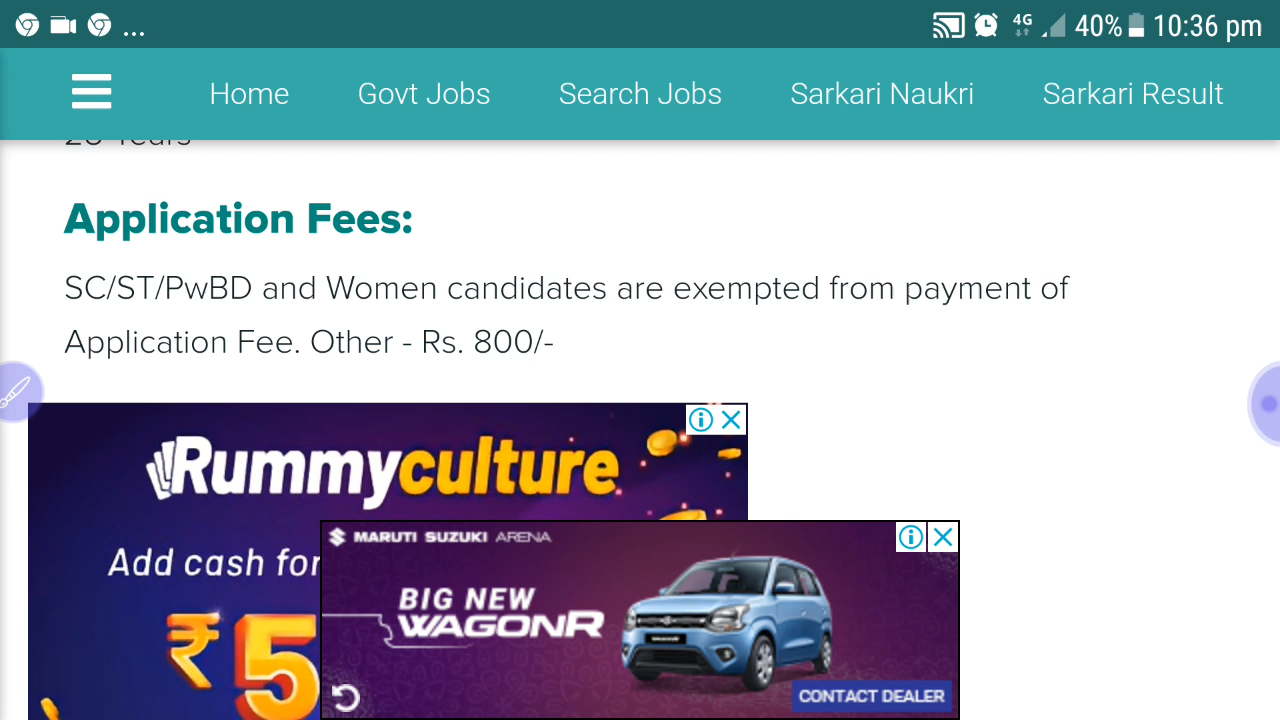 ... 4G 40% 10:36 pm
Home Govt Jobs Search Jobs Sarkari Naukri Sarkari Result
Application Fees:
SC/ST/PwBD and Women candidates are exempted from payment of
Application Fee. Other - Rs. 800/-
Rummyculture
Add cash for
₹5
MARUTI SUZUKI ARENA
BIG NEW
WAGONR
CONTACT DEALER